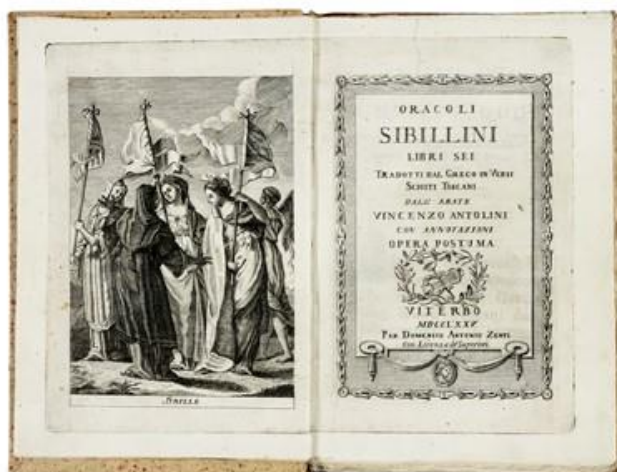 SIBILLE
ORACOLI
SIBILLINI
LIBRI SEI
TRADOTTI DAL GRECO IN VERSI
SCIOLTI TOSCANI
DALL' ABATE
VINCENZO ANTOLINI
CON ANNOTAZIONI
OPERA POSTUMA
VITERBO
MDCCLXXV
PER DOMENICO ANTONIO ZENTI
Con Licenza de' Superiori